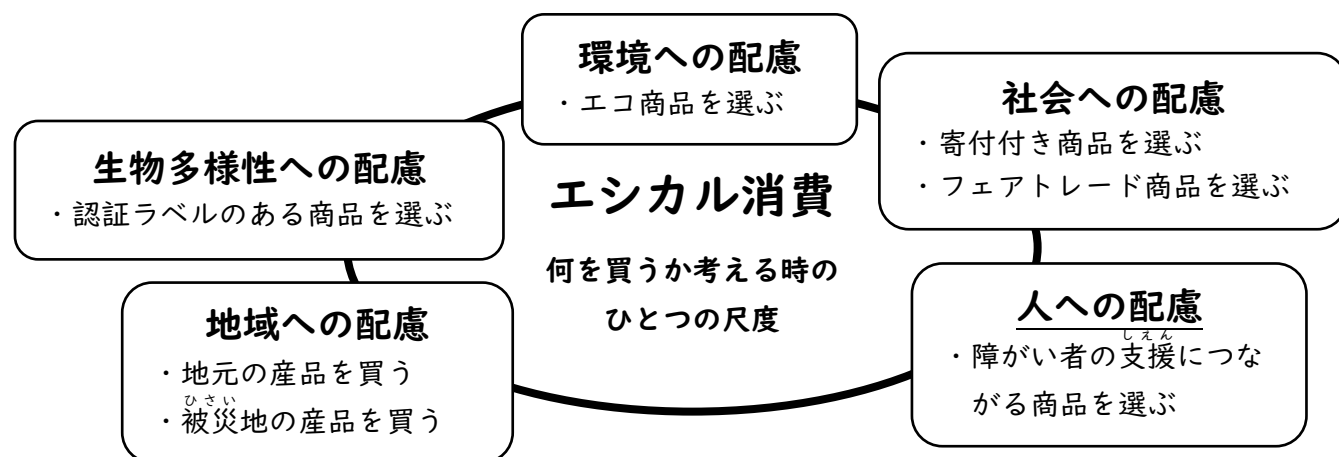 環境への配慮
・エコ商品を選ぶ
社会への配慮
・寄付付き商品を選ぶ
・フェアトレード商品を選ぶ
生物多様性への配慮
・認証ラベルのある商品を選ぶ
エシカル消費
何を買うか考える時の
ひとつの尺度
地域への配慮
・地元の産品を買う
ひさい
・被災地の産品を買う
人への配慮
しえん
・障がい者の支援につな
がる商品を選ぶ